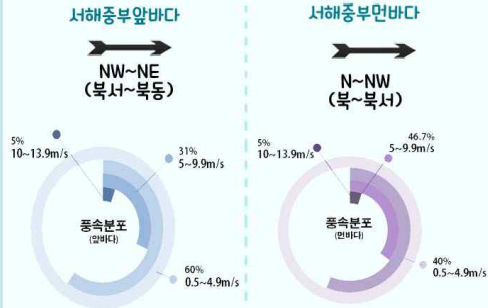 서해중부앞바다
NW~NE
(북서~북동)
5%
10~13.9m/s
31%
5~9.9m/s
풍속분포
(앞바다)
60%
0.5~4.9m/s
서해중부먼바다
N~NW
(북~북서)
5%
10~13.9m/s
46.7%
5~9.9m/s
풍속분포
(먼바다)
40%
0.5~4.9m/s